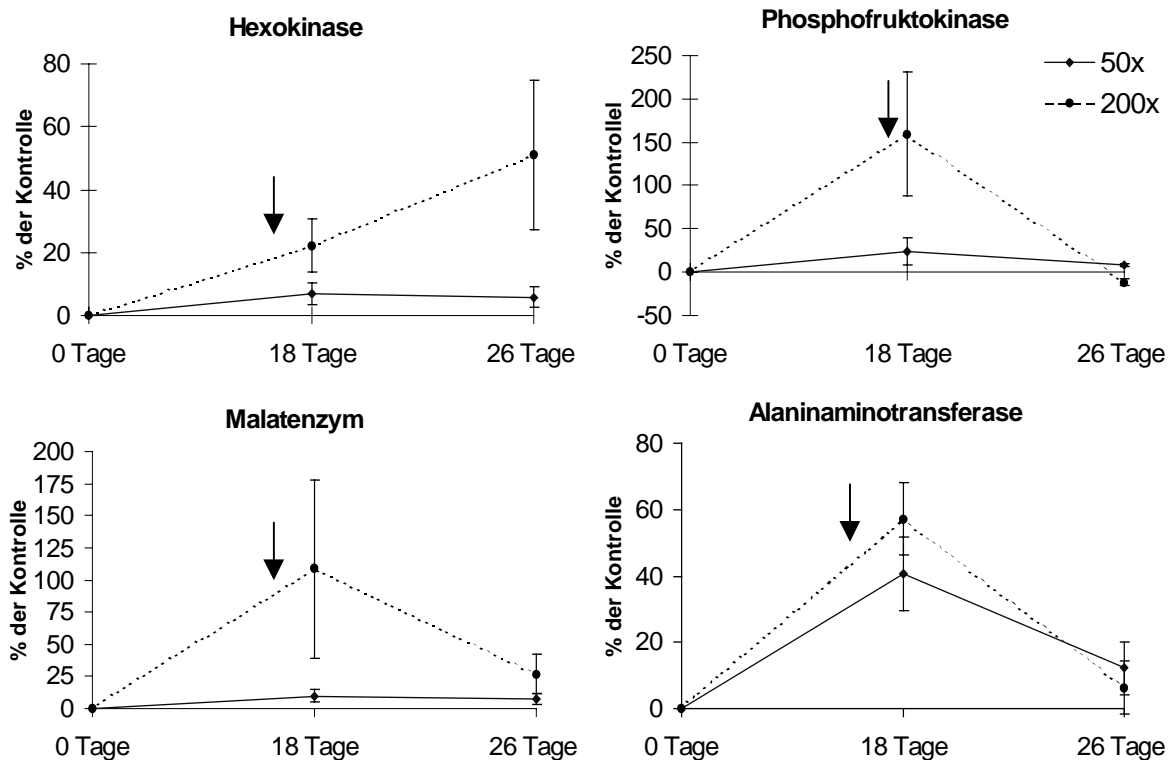 Hexokinase
% der Kontrolle
80
60
40
20
0
0 Tage 18 Tage 26 Tage
Phosphofruktokinase
% der Kontrollel
250
200
150
100
50
0
-50
0 Tage 18 Tage 26 Tage
50x
200x
Malatenzym
% der Kontrolle
200
175
150
125
100
75
50
25
0
0 Tage 18 Tage 26 Tage
Alaninaminotransferase
% der Kontrolle
80
60
40
20
0
0 Tage 18 Tage 26 Tage